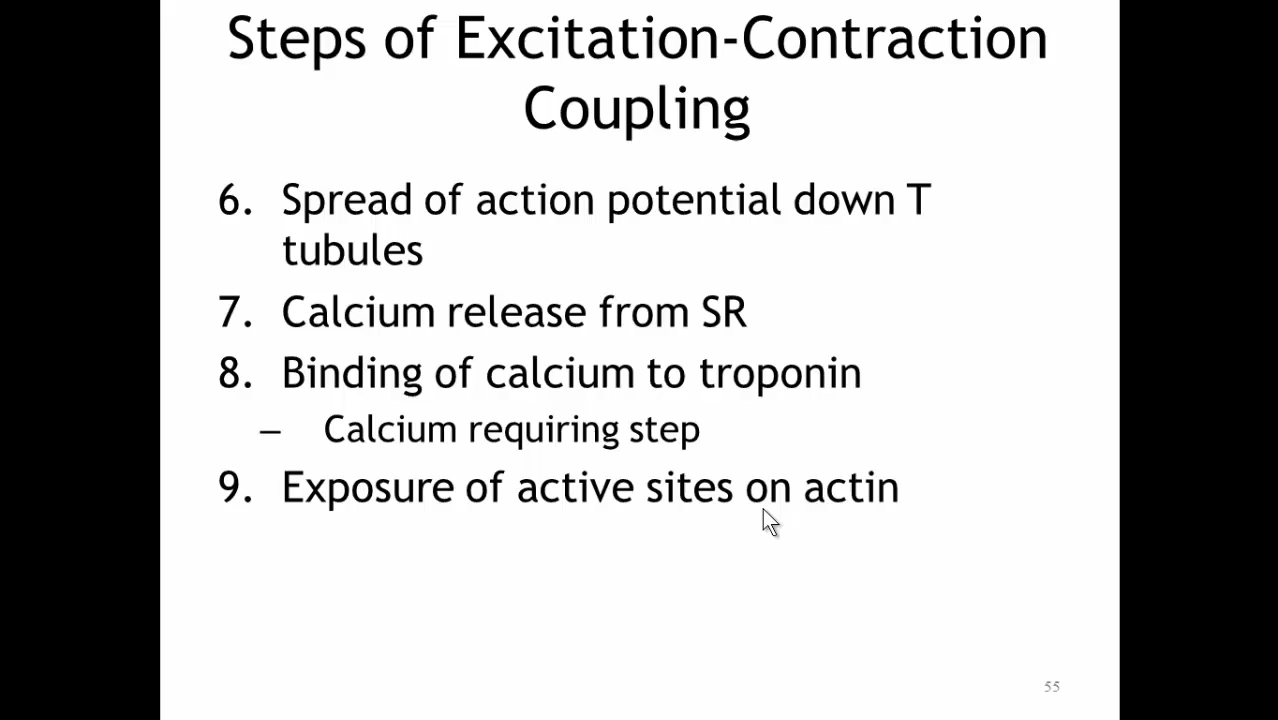 Steps of Excitation-Contraction
Coupling
6. Spread of action potential down T
tubules
7. Calcium release from SR
8. Binding of calcium to troponin
– Calcium requiring step
9. Exposure of active sites on actin
55